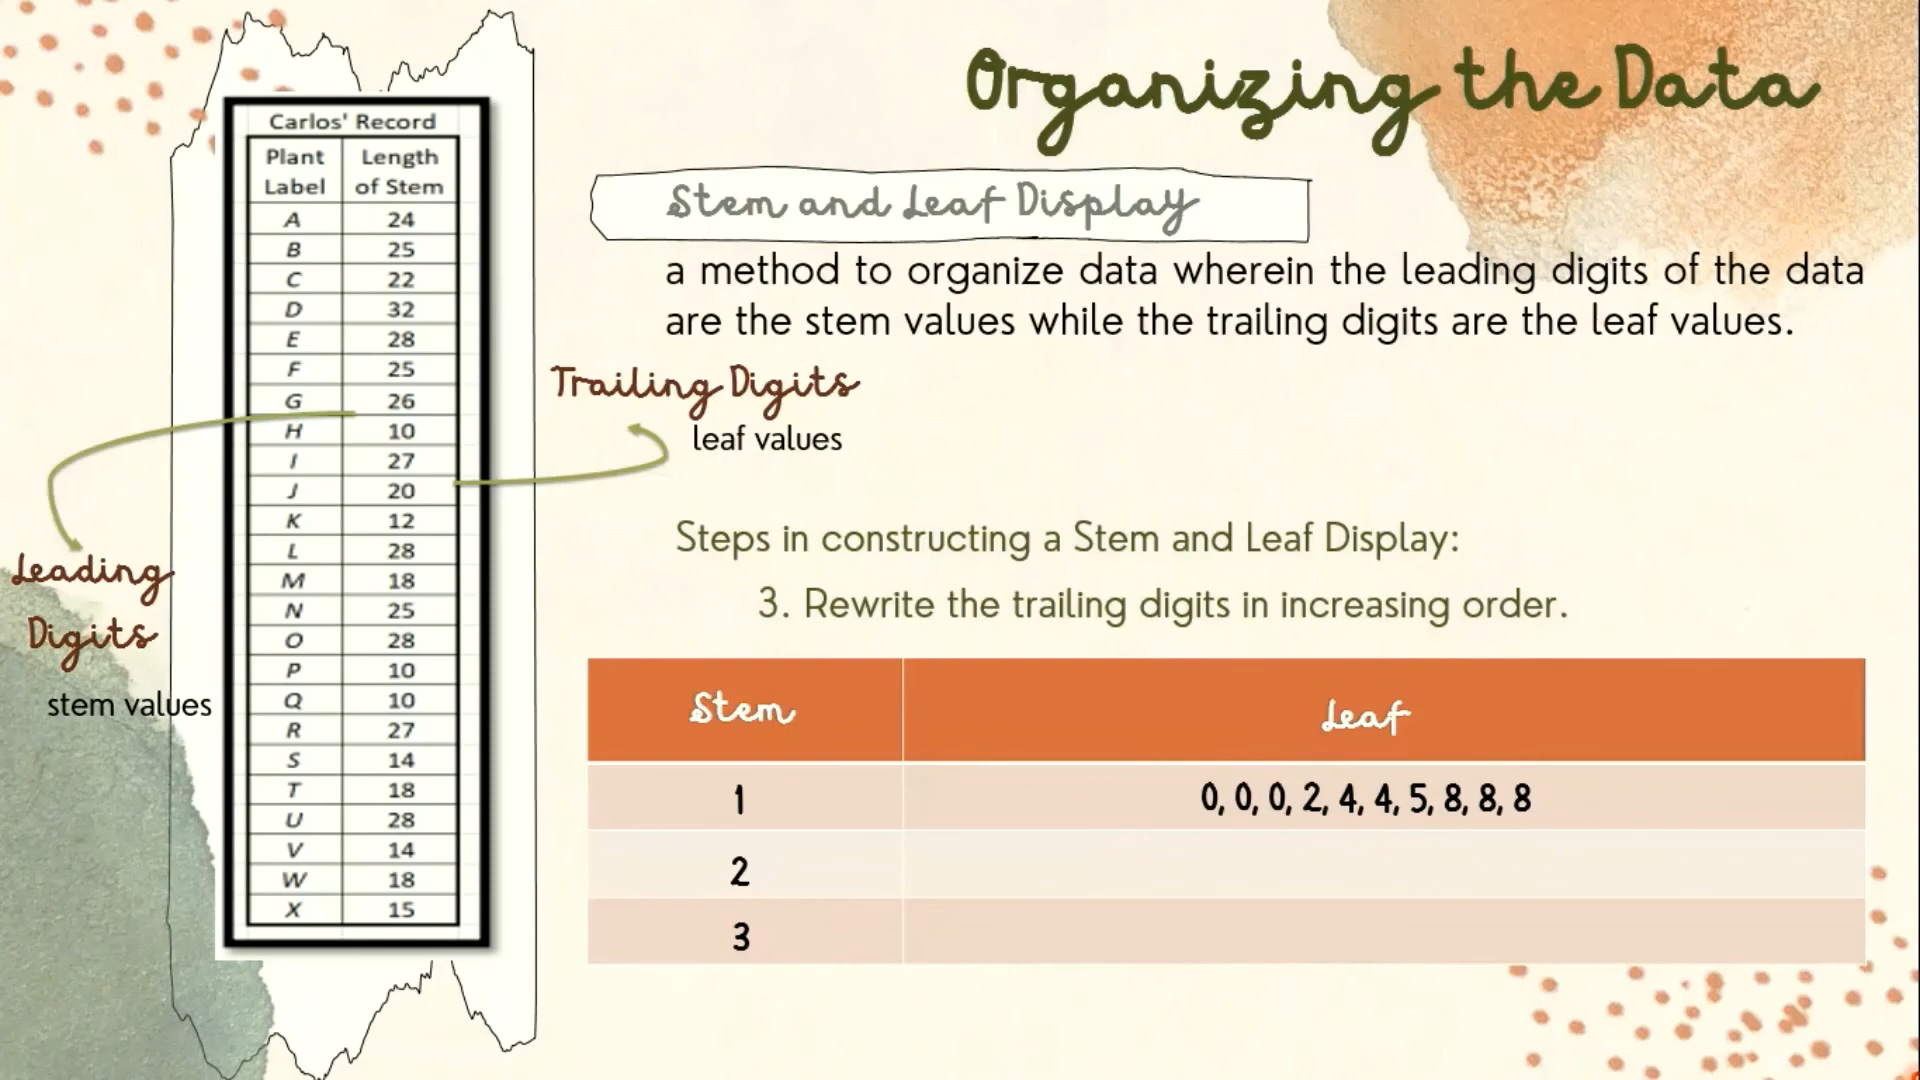 Organizing the Data
Stem and Leaf Display
a method to organize data wherein the leading digits of the data
are the stem values while the trailing digits are the leaf values.
Carlos' Record
Plant Label Length of Stem
A 24
B 25
C 22
D 32
E 28
F 25
G 26
H 10
I 27
J 20
K 12
L 28
M 18
N 25
O 28
P 10
Q 10
R 27
S 14
T 18
U 28
V 14
W 18
X 15
Trailing Digits
leaf values
Leading
Digits
stem values
Steps in constructing a Stem and Leaf Display:
3. Rewrite the trailing digits in increasing order.
Stem Leaf
1 0, 0, 0, 2, 4, 4, 5, 8, 8, 8
2
3